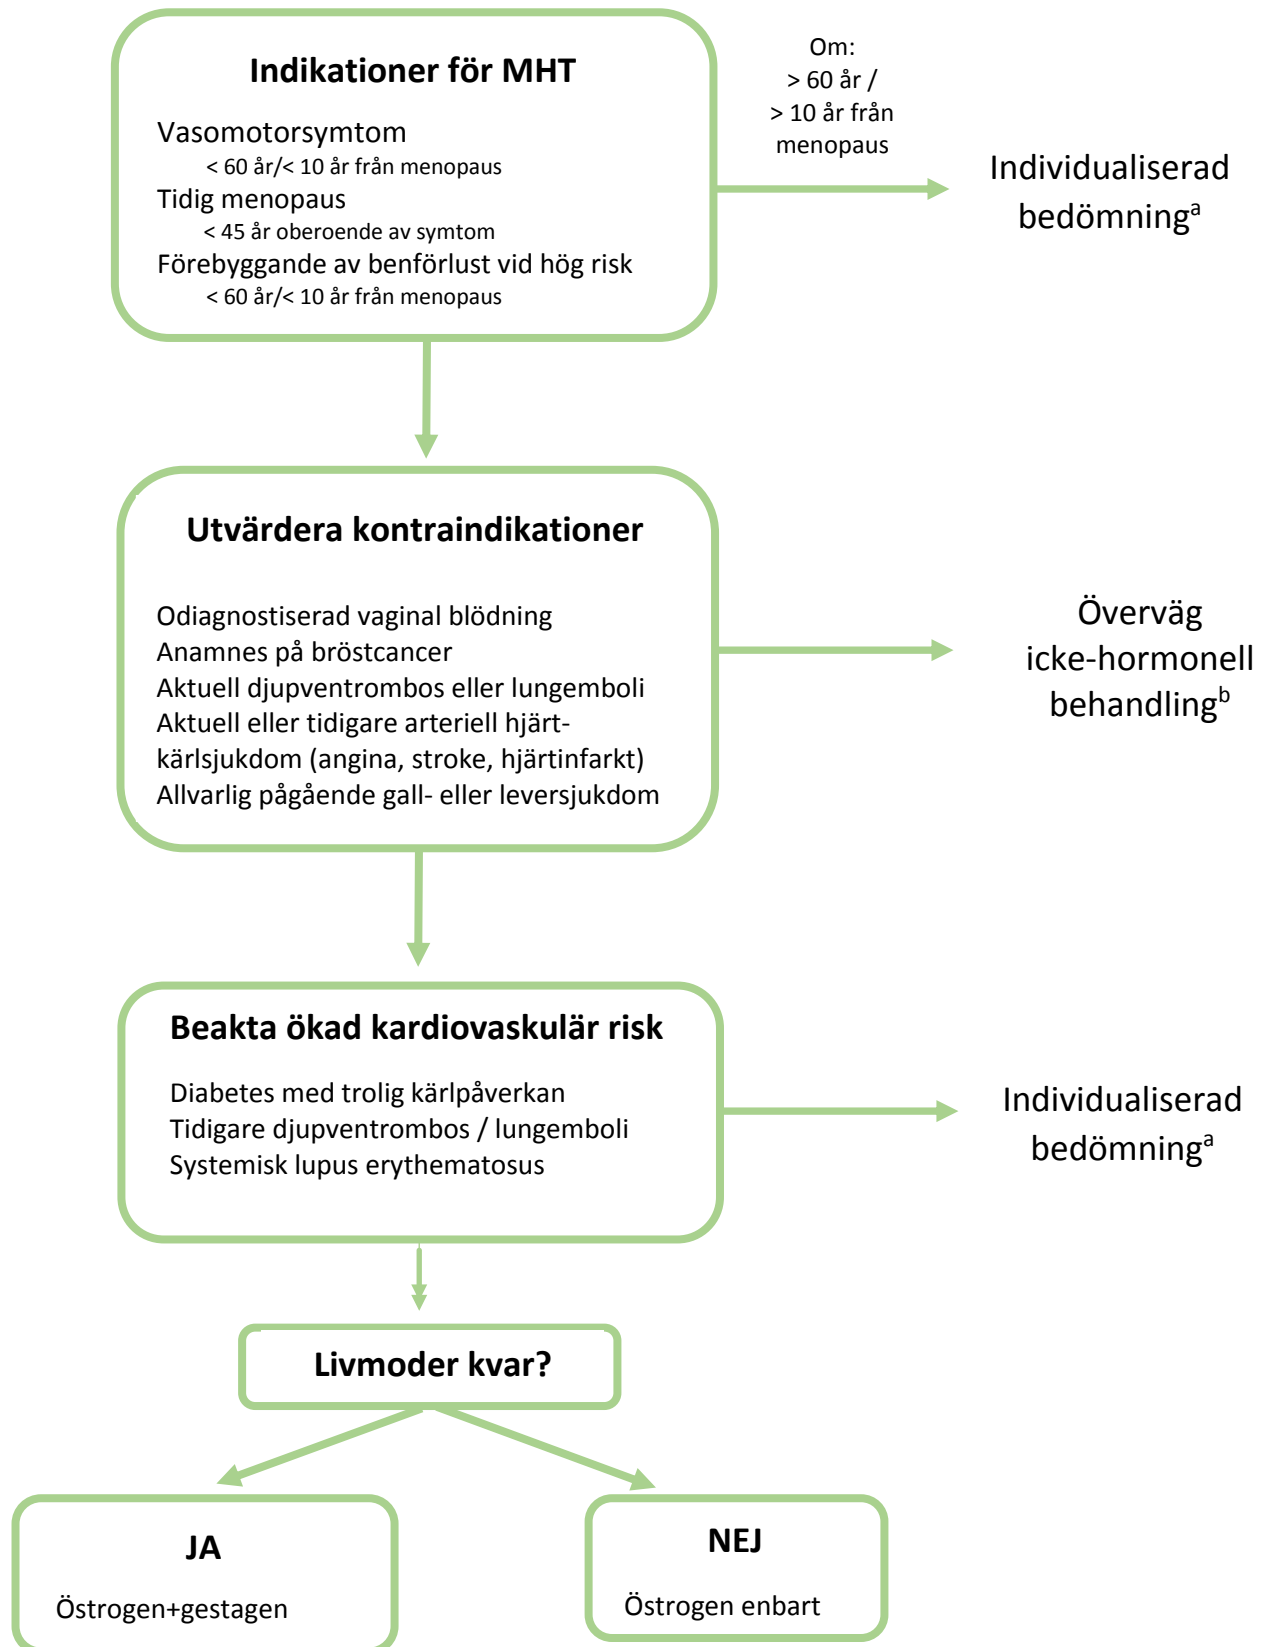 Indikationer för MHT
Vasomotorsymtom
< 60 år/< 10 år från menopaus
Tidig menopaus
< 45 år oberoende av symtom
Förebyggande av benförlust vid hög risk
< 60 år/< 10 år från menopaus
Om:
> 60 år /
> 10 år från
menopaus
Individualiserad
bedömningᵃ
Utvärdera kontraindikationer
Odiagnostiserad vaginal blödning
Anamnes på bröstcancer
Aktuell djupventrombos eller lungemboli
Aktuell eller tidigare arteriell hjärt-
kärlsjukdom (angina, stroke, hjärtinfarkt)
Allvarlig pågående gall- eller leversjukdom
Överväg
icke-hormonell
behandlingᵇ
Beakta ökad kardiovaskulär risk
Diabetes med trolig kärlpåverkan
Tidigare djupventrombos / lungemboli
Systemisk lupus erythematosus
Individualiserad
bedömningᵃ
Livmoder kvar?
JA
Östrogen+gestagen
NEJ
Östrogen enbart